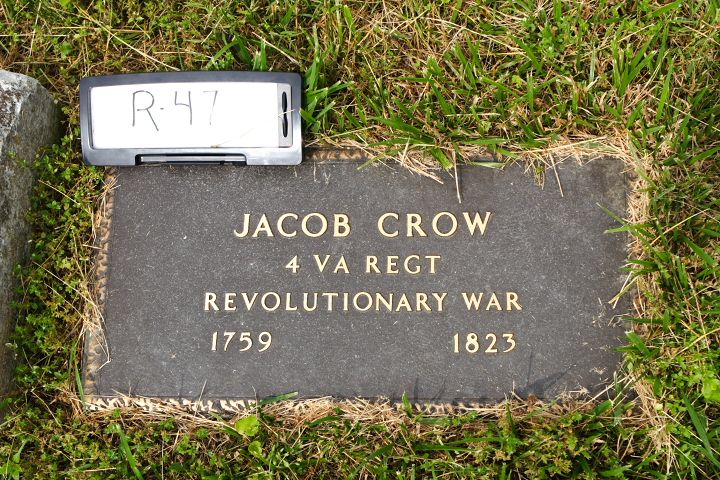 R-47
JACOB CROW
4 VA REGT
REVOLUTIONARY WAR
1759 1823